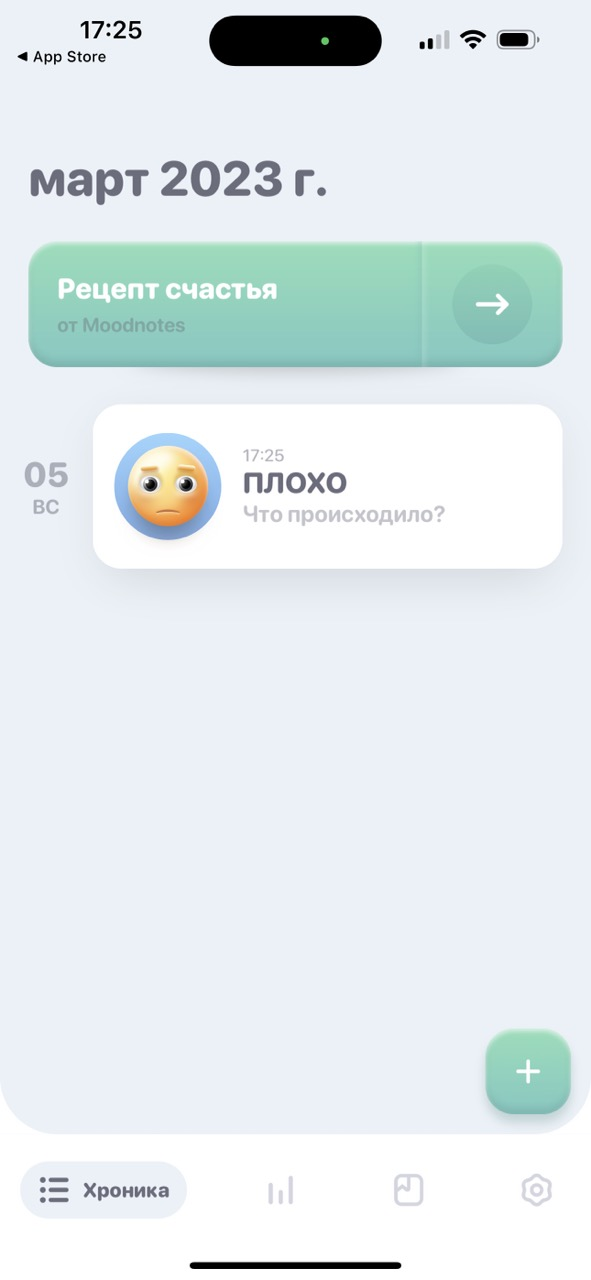 17:25
◀ App Store
март 2023 г.
Рецепт счастья
от Moodnotes
05
ВС
17:25
ПЛОХО
Что происходило?
Хроника